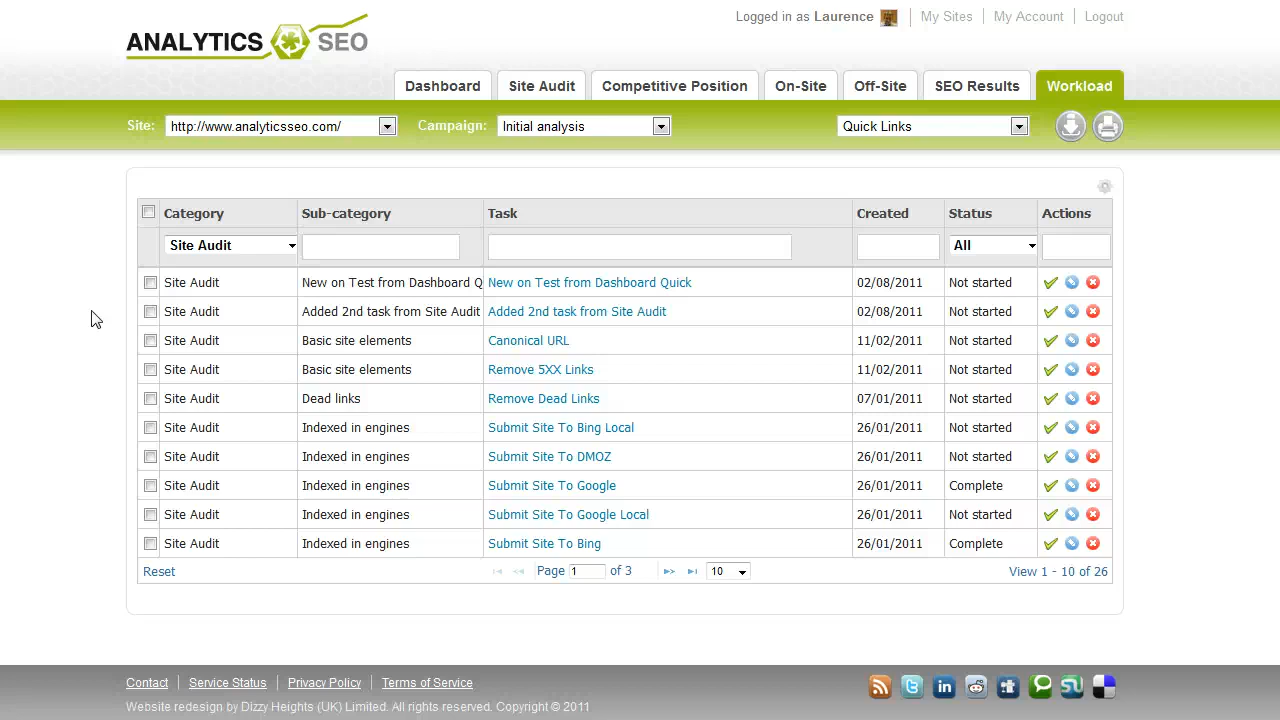 Logged in as Laurence | My Sites | My Account | Logout
ANALYTICS SEO
Dashboard Site Audit Competitive Position On-Site Off-Site SEO Results Workload
Site: http://www.analyticsseo.com/ Campaign: Initial analysis Quick Links
Category Sub-category Task Created Status Actions
Site Audit All
Site Audit New on Test from Dashboard Q New on Test from Dashboard Quick 02/08/2011 Not started
Site Audit Added 2nd task from Site Audit Added 2nd task from Site Audit 02/08/2011 Not started
Site Audit Basic site elements Canonical URL 11/02/2011 Not started
Site Audit Basic site elements Remove 5XX Links 11/02/2011 Not started
Site Audit Dead links Remove Dead Links 07/01/2011 Not started
Site Audit Indexed in engines Submit Site To Bing Local 26/01/2011 Not started
Site Audit Indexed in engines Submit Site To DMOZ 26/01/2011 Not started
Site Audit Indexed in engines Submit Site To Google 26/01/2011 Complete
Site Audit Indexed in engines Submit Site To Google Local 26/01/2011 Not started
Site Audit Indexed in engines Submit Site To Bing 26/01/2011 Complete
Reset Page 1 of 3 10 View 1 - 10 of 26
Contact | Service Status | Privacy Policy | Terms of Service
Website redesign by Dizzy Heights (UK) Limited. All rights reserved. Copyright © 2011